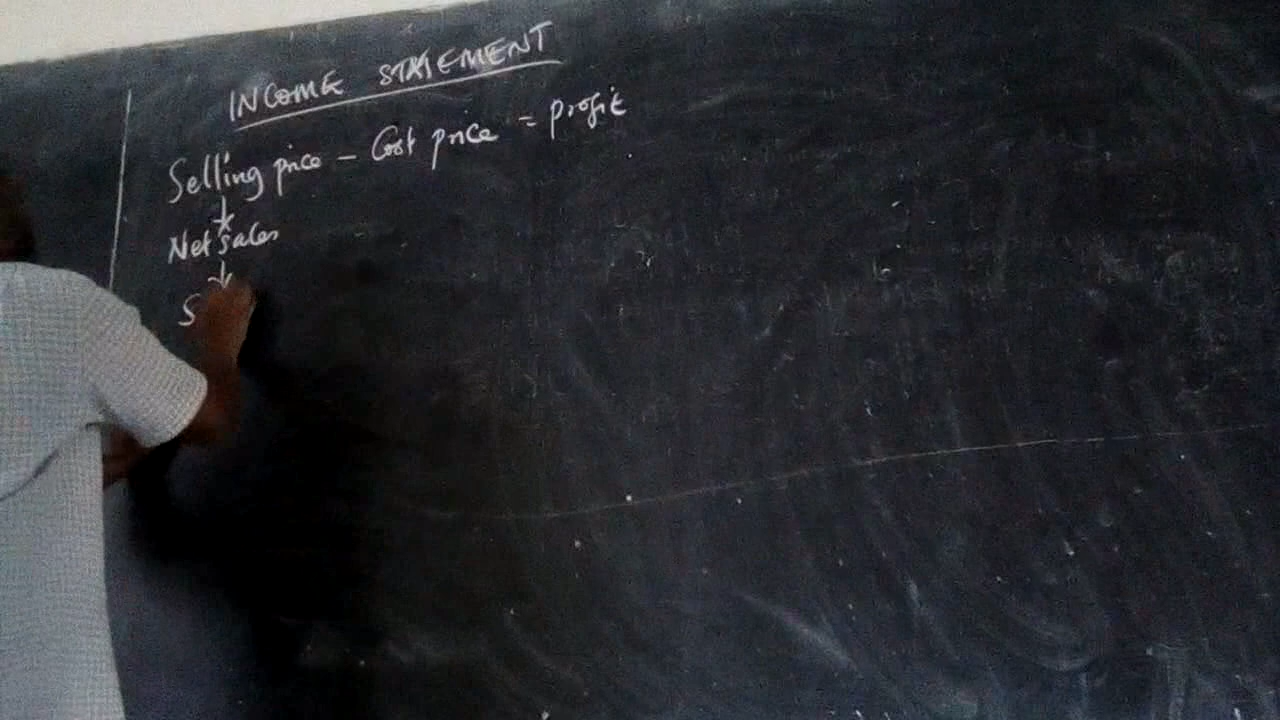 INCOME STATEMENT
Selling price - Cost price = profit
↓
Net sales
↓
S